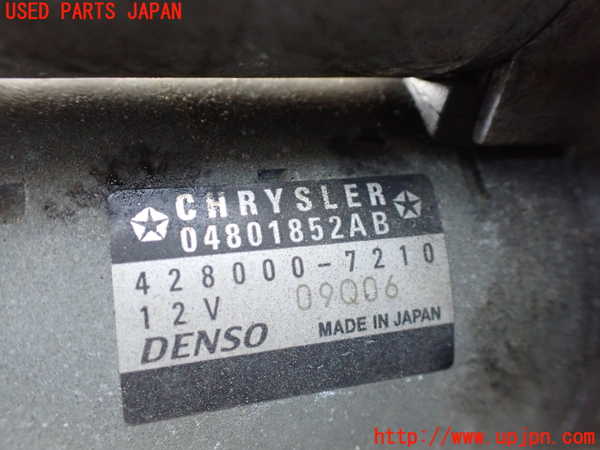 USED PARTS JAPAN
CHRYSLER
04801852AB
428000-7210
12V 09Q06
DENSO MADE IN JAPAN
http://www.upjpn.com/